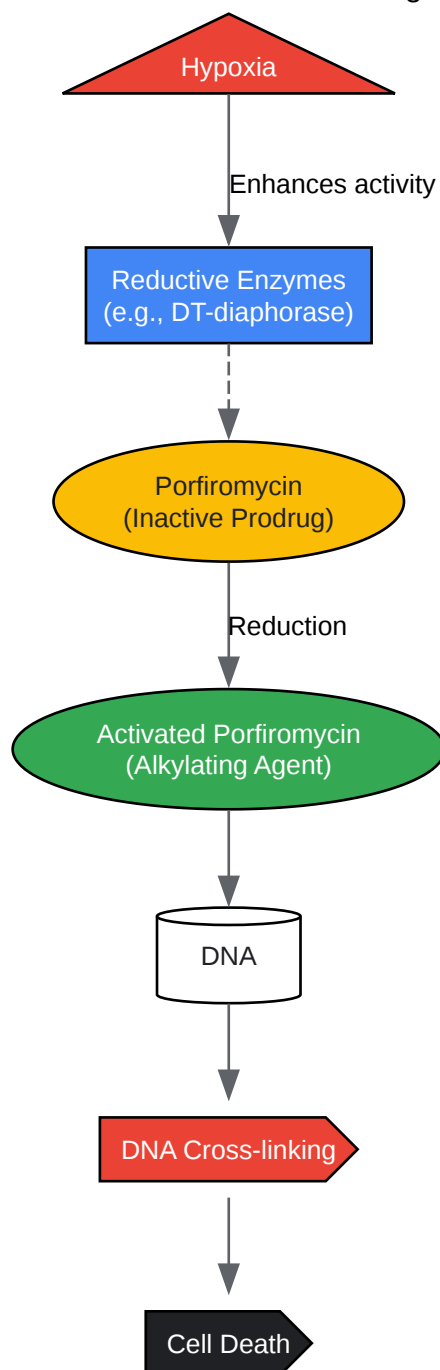 Hypoxia
Enhances activity
Reductive Enzymes
(e.g., DT-diaphorase)
Porfiromycin
(Inactive Prodrug)
Reduction
Activated Porfiromycin
(Alkylating Agent)
DNA
DNA Cross-linking
Cell Death